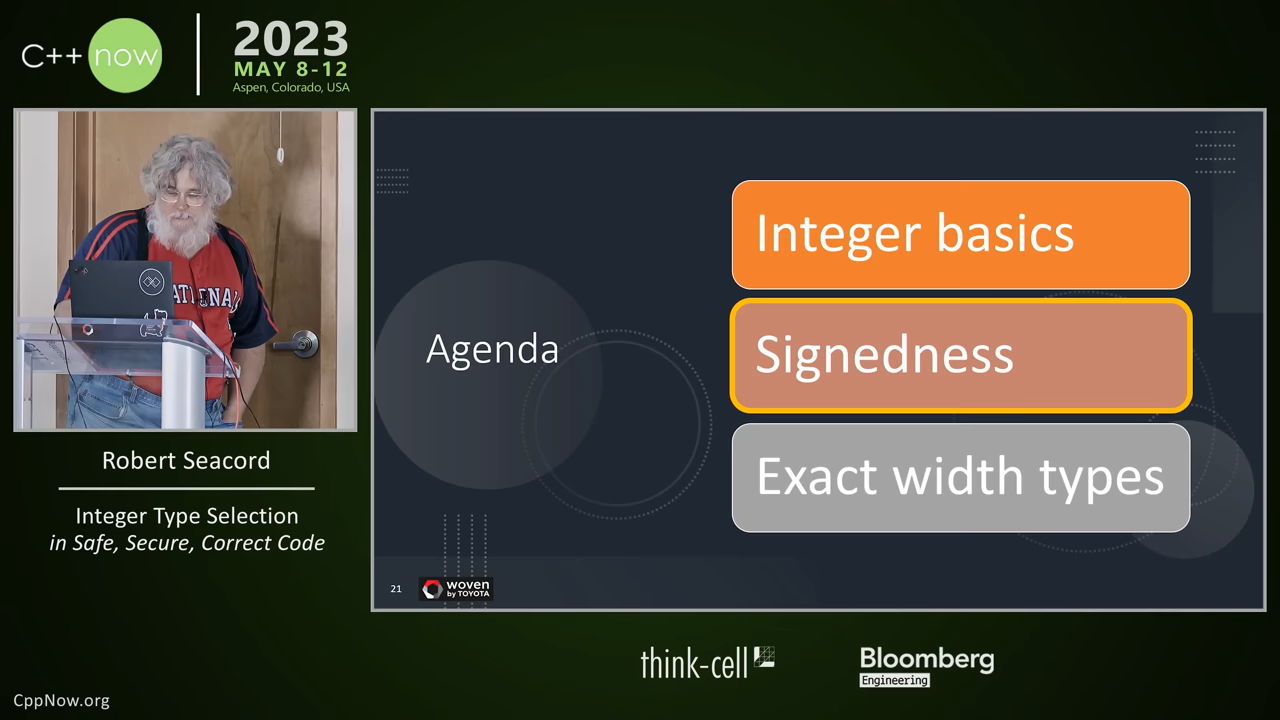 C++ now
2023
MAY 8-12
Aspen, Colorado, USA
ATIONAL
Robert Seacord
Integer Type Selection
in Safe, Secure, Correct Code
Agenda
Integer basics
Signedness
Exact width types
21
woven
by TOYOTA
think-cell
Bloomberg
Engineering
CppNow.org